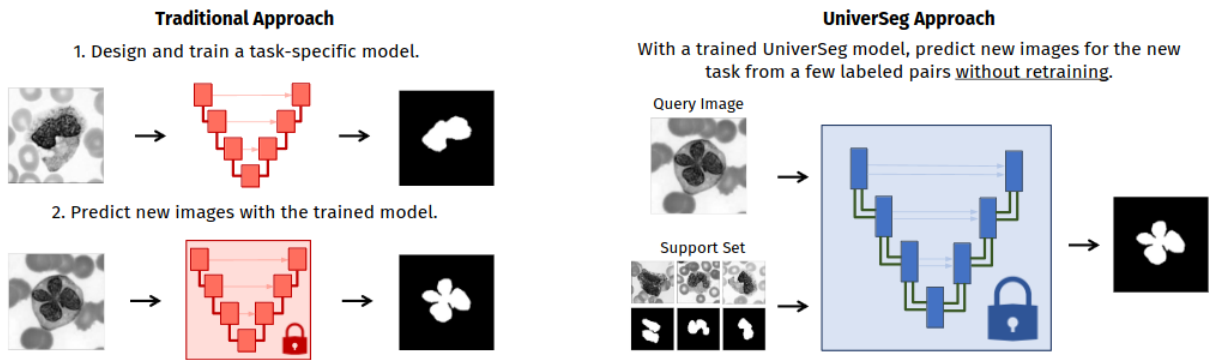 Traditional Approach
1. Design and train a task-specific model.
2. Predict new images with the trained model.
UniverSeg Approach
With a trained UniverSeg model, predict new images for the new
task from a few labeled pairs without retraining.
Query Image
Support Set